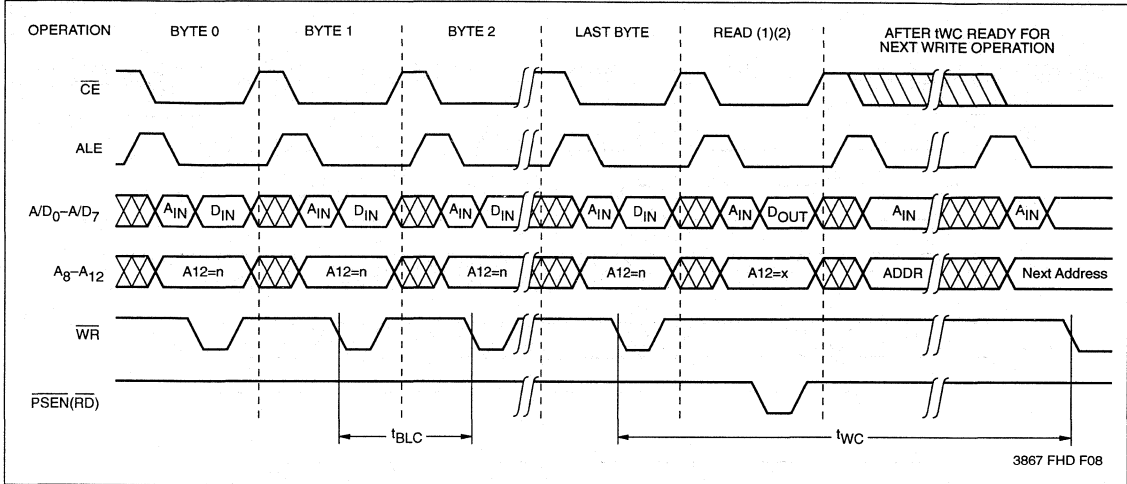 OPERATION BYTE 0 BYTE 1 BYTE 2 LAST BYTE READ (1)(2) AFTER tWC READY FOR
NEXT WRITE OPERATION
CE
ALE
A/D0–A/D7 AIN DIN AIN DIN AIN DIN AIN DIN AIN DOUT AIN AIN
A8–A12 A12=n A12=n A12=n A12=n A12=x ADDR Next Address
WR
PSEN(RD)
tBLC tWC
3867 FHD F08